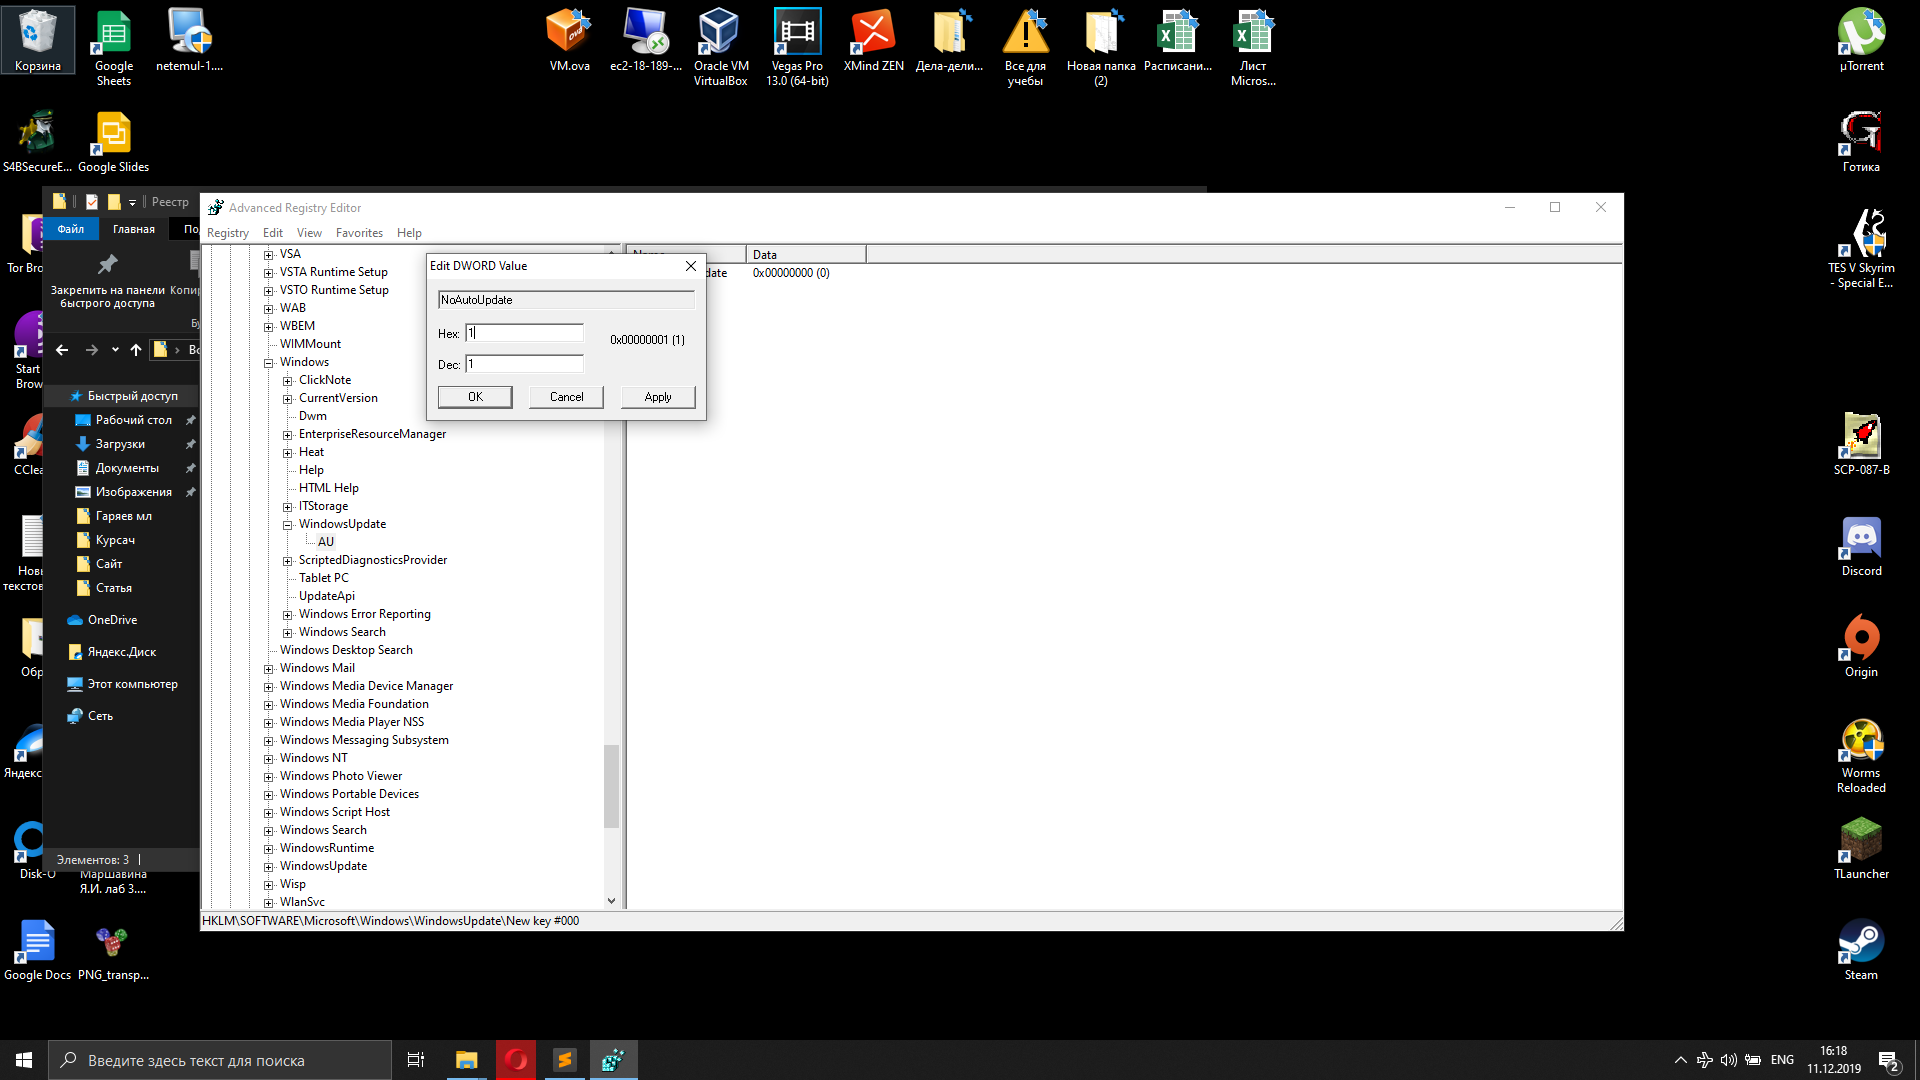 Корзина
Google
Sheets
netemul-1....
VM.ova
ec2-18-189-...
Oracle VM
VirtualBox
Vegas Pro
13.0 (64-bit)
XMind ZEN
Дела-дели...
Все для
учебы
Новая папка
(2)
Расписани...
Лист
Micros...
µTorrent
S4BSecureE...
Google Slides
Готика
Tor Bro
TES V Skyrim
- Special E...
Start
Brow
CClea
SCP-087-B
Новы
текстов
Discord
Обр
Origin
Яндекс
Worms
Reloaded
Disk-O
Маршавина
Я.И. лаб 3....
TLauncher
Google Docs
PNG_transp...
Steam
Реестр
Файл
Главная
По
Закрепить на панели
быстрого доступа
Копир
Бу
Вс
Быстрый доступ
Рабочий стол
Загрузки
Документы
Изображения
Гаряев мл
Курсач
Сайт
Статья
OneDrive
Яндекс.Диск
Этот компьютер
Сеть
Элементов: 3
Advanced Registry Editor
Registry Edit View Favorites Help
VSA
VSTA Runtime Setup
VSTO Runtime Setup
WAB
WBEM
WIMMount
Windows
ClickNote
CurrentVersion
Dwm
EnterpriseResourceManager
Heat
Help
HTML Help
ITStorage
WindowsUpdate
AU
ScriptedDiagnosticsProvider
Tablet PC
UpdateApi
Windows Error Reporting
Windows Search
Windows Desktop Search
Windows Mail
Windows Media Device Manager
Windows Media Foundation
Windows Media Player NSS
Windows Messaging Subsystem
Windows NT
Windows Photo Viewer
Windows Portable Devices
Windows Script Host
Windows Search
WindowsRuntime
WindowsUpdate
Wisp
WlanSvc
Data
date 0x00000000 (0)
Edit DWORD Value
NoAutoUpdate
Hex: 1
0x00000001 (1)
Dec: 1
OK Cancel Apply
HKLM\SOFTWARE\Microsoft\Windows\WindowsUpdate\New key #000
Введите здесь текст для поиска
ENG
16:18
11.12.2019
2